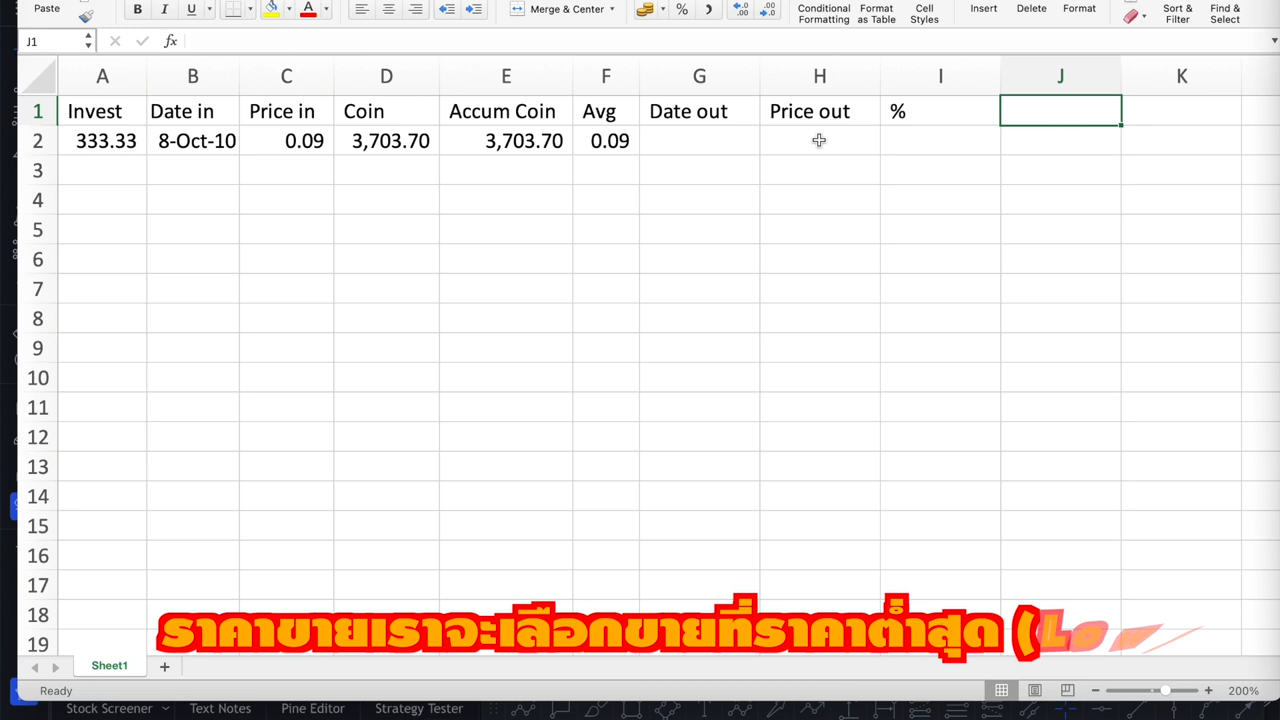 Paste
B I U
A
Merge & Center
%
Conditional Formatting
Format as Table
Cell Styles
Insert
Delete
Format
Sort & Filter
Find & Select
J1
fx
A B C D E F G H I J K
1 Invest Date in Price in Coin Accum Coin Avg Date out Price out %
2 333.33 8-Oct-10 0.09 3,703.70 3,703.70 0.09
3
4
5
6
7
8
9
10
11
12
13
14
15
16
17
18
19
ราคาขายเราจะเลือกขายที่ราคาต่ำสุด (Low
Sheet1
Ready
200%
Stock Screener Text Notes Pine Editor Strategy Tester